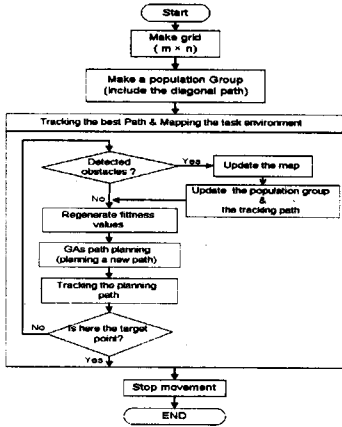 Start
Make grid
( m × n)
Make a population Group
(include the diagonal path)
Tracking the best Path & Mapping the task environment
Detected
obstacles ?
Yes
Update the map
No
Update the population group
&
the tracking path
Regenerate fittness
values
GAs path planning
(planning a new path)
Tracking the planning
path
No
Is here the target
point?
Yes
Stop movement
END